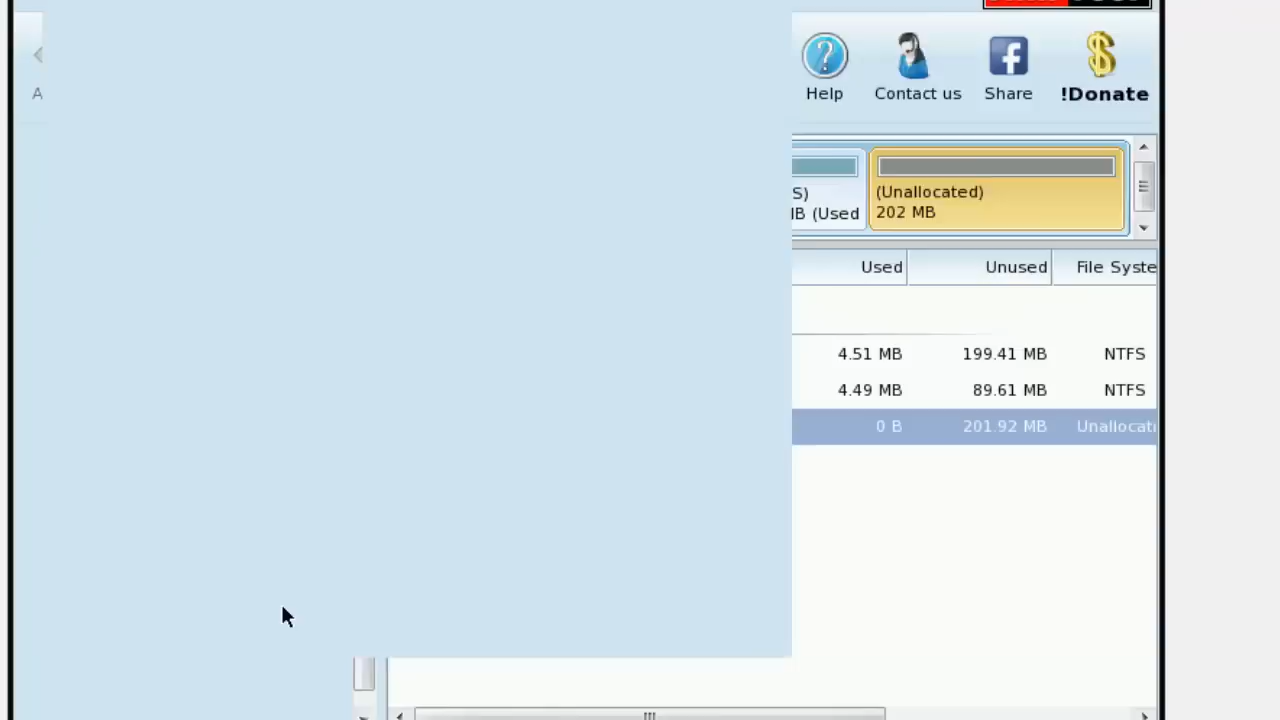 A
Help
Contact us
Share
!Donate
S)
(Unallocated)
IB (Used
202 MB
Used
Unused
File Syste
4.51 MB
199.41 MB
NTFS
4.49 MB
89.61 MB
NTFS
0 B
201.92 MB
Unallocati